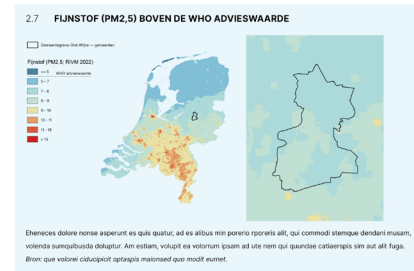 2.7 FIJNSTOF (PM2,5) BOVEN DE WHO ADVIESWAARDE
Fijnstof (PM2,5; RIVM 2022)
<= 5 WHO advieswaarde
5 - 7
7 - 8
8 - 9
9 - 10
10 - 11
Eheneces dolore nonse asperunt es quis quatur, ad es alibus min porerio rporeris alit, qui commodi stemque dendani musam,
volenda sumquibusda doluptur. Am estiam, volupit ea volorrum ipsam ad ute nem qui quundae catiaerspis sim aut alit fuga.
Bron: que volorei ciducipicit optaspis maionsed quo modit eumet.